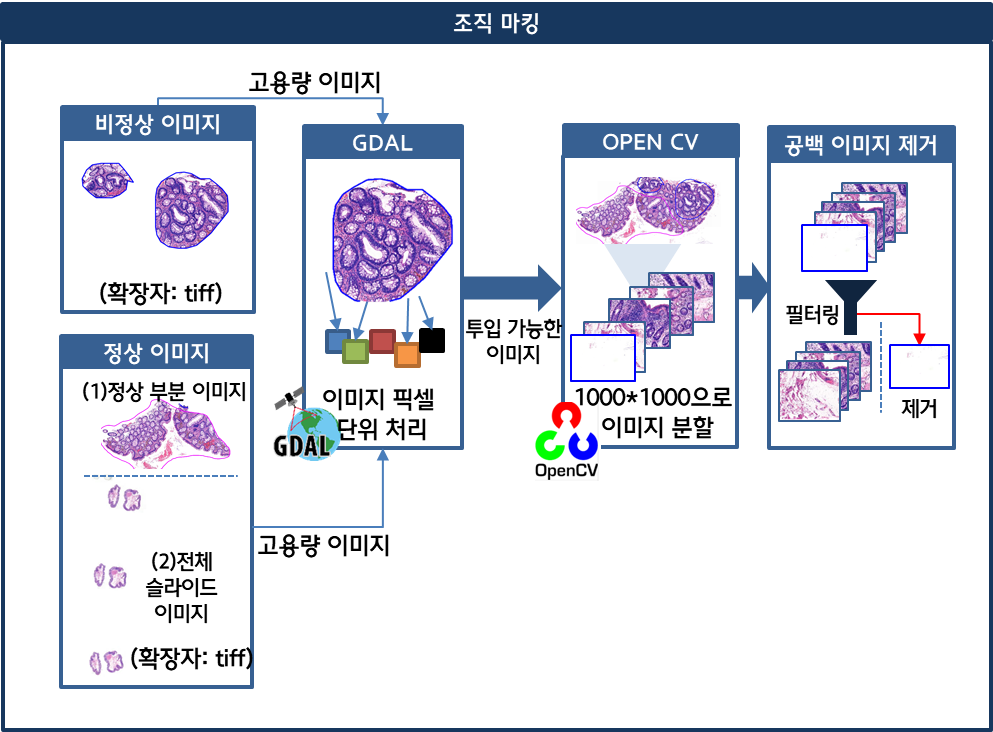 조직 마킹
고용량 이미지
비정상 이미지
(확장자: tiff)
정상 이미지
(1)정상 부분 이미지
(2)전체
슬라이드
이미지
(확장자: tiff)
고용량 이미지
GDAL
이미지 픽셀
단위 처리
GDAL
투입 가능한
이미지
OPEN CV
1000*1000으로
이미지 분할
OpenCV
공백 이미지 제거
필터링
제거